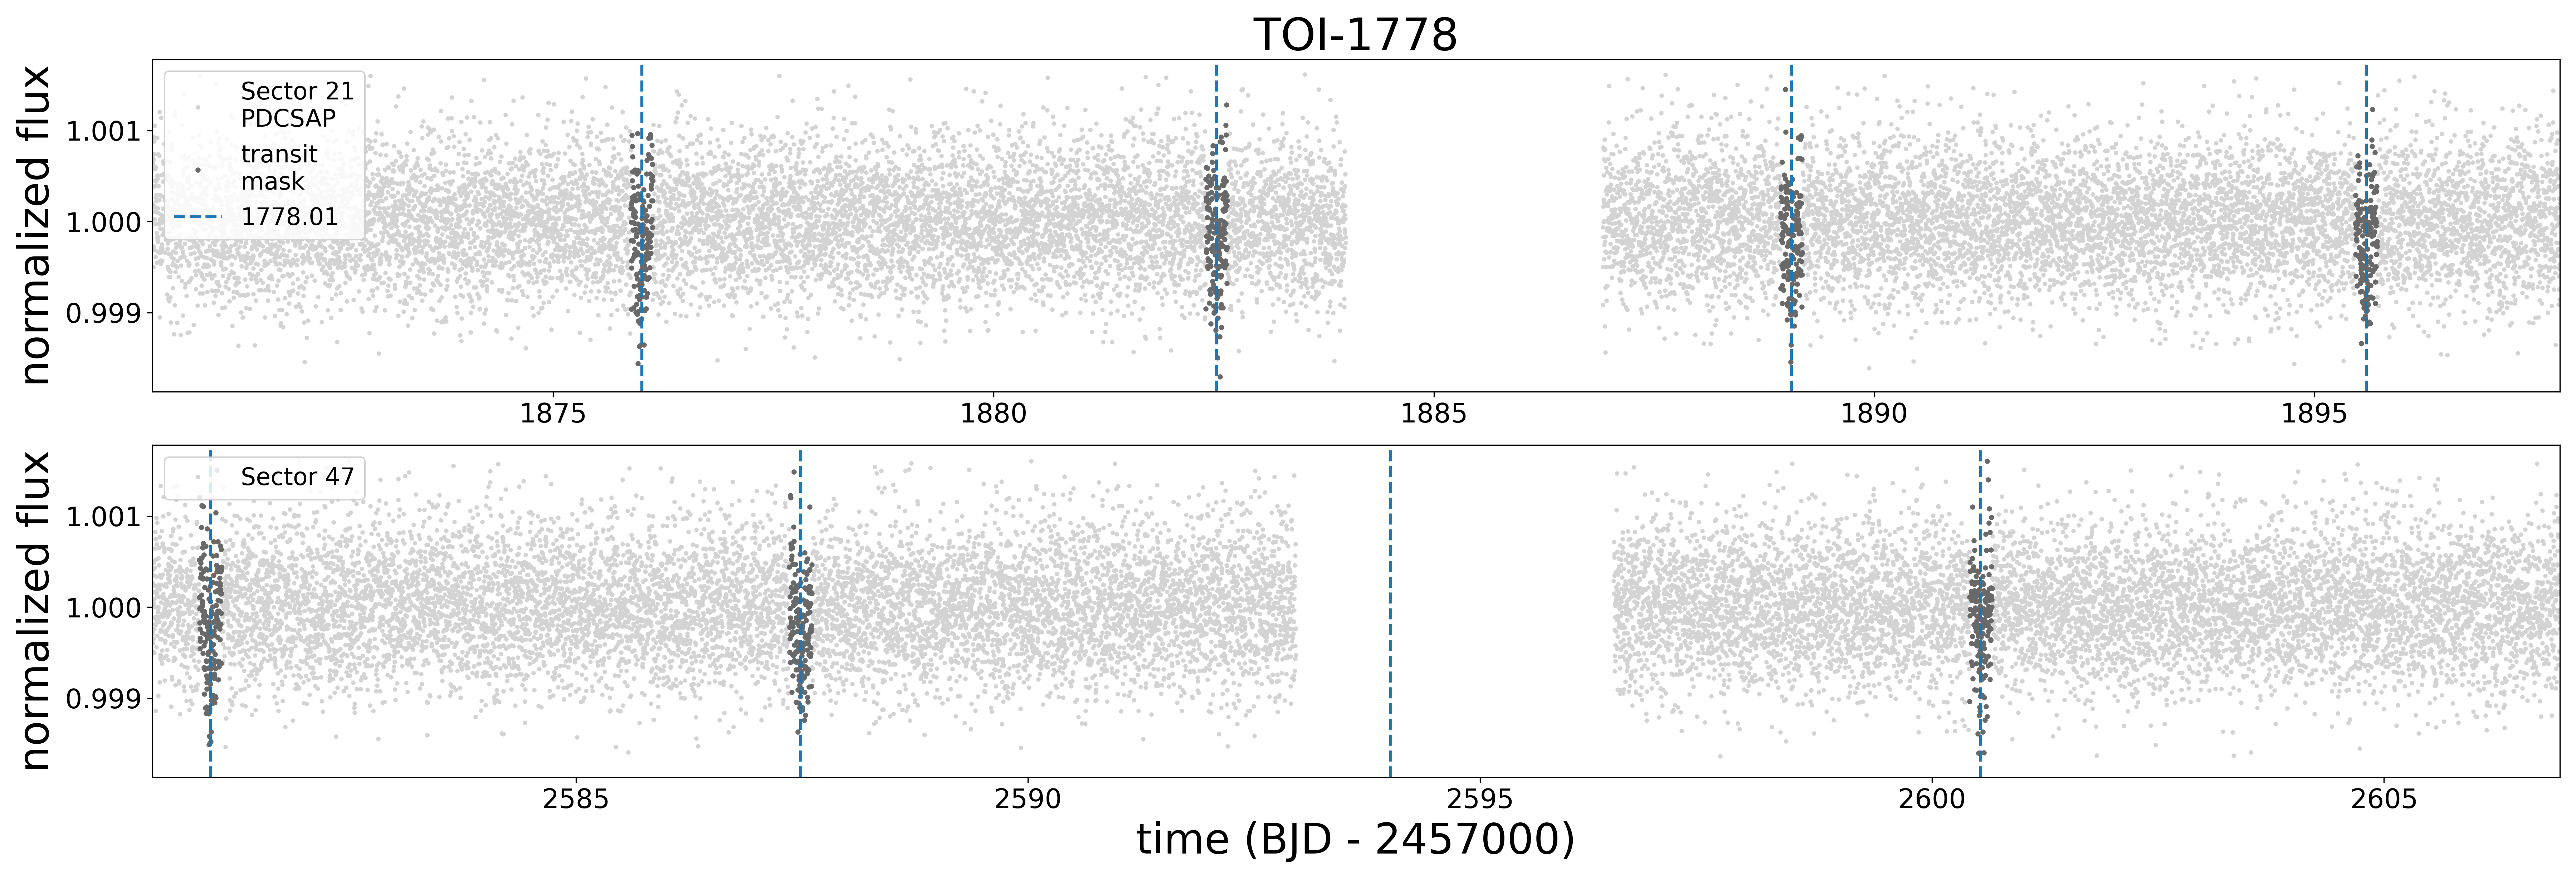 TOI-1778
normalized flux
1.001
1.000
0.999
Sector 21
PDCSAP
transit
mask
1778.01
1875
1880
1885
1890
1895
normalized flux
1.001
1.000
0.999
Sector 47
2585
2590
2595
2600
2605
time (BJD - 2457000)